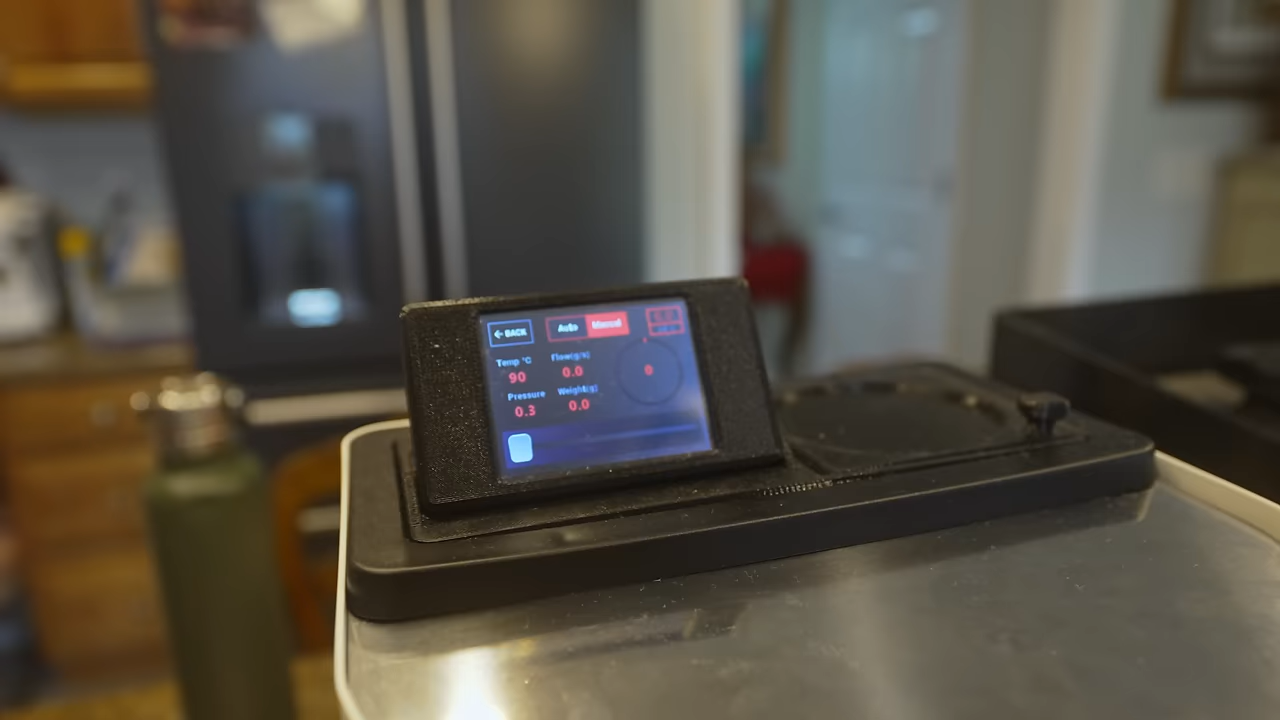 ← BACK
Auto Manual
Temp °C Flow(g/s)
90 0.0
0
Pressure Weight(g)
0.3 0.0